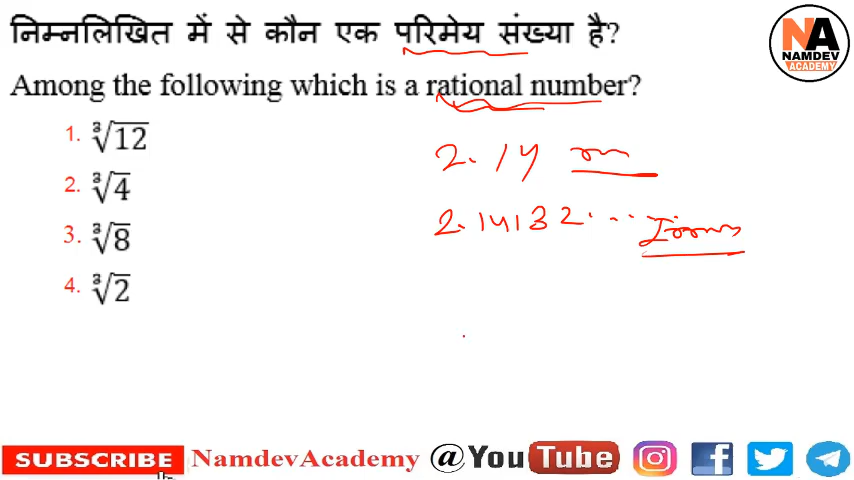 निम्नलिखित में से कौन एक परिमेय संख्या है?
Among the following which is a rational number?
1. ∛12
2. ∛4
3. ∛8
4. ∛2
2.14
2.14132...
NA
NAMDEV
ACADEMY
SUBSCRIBE NamdevAcademy @YouTube